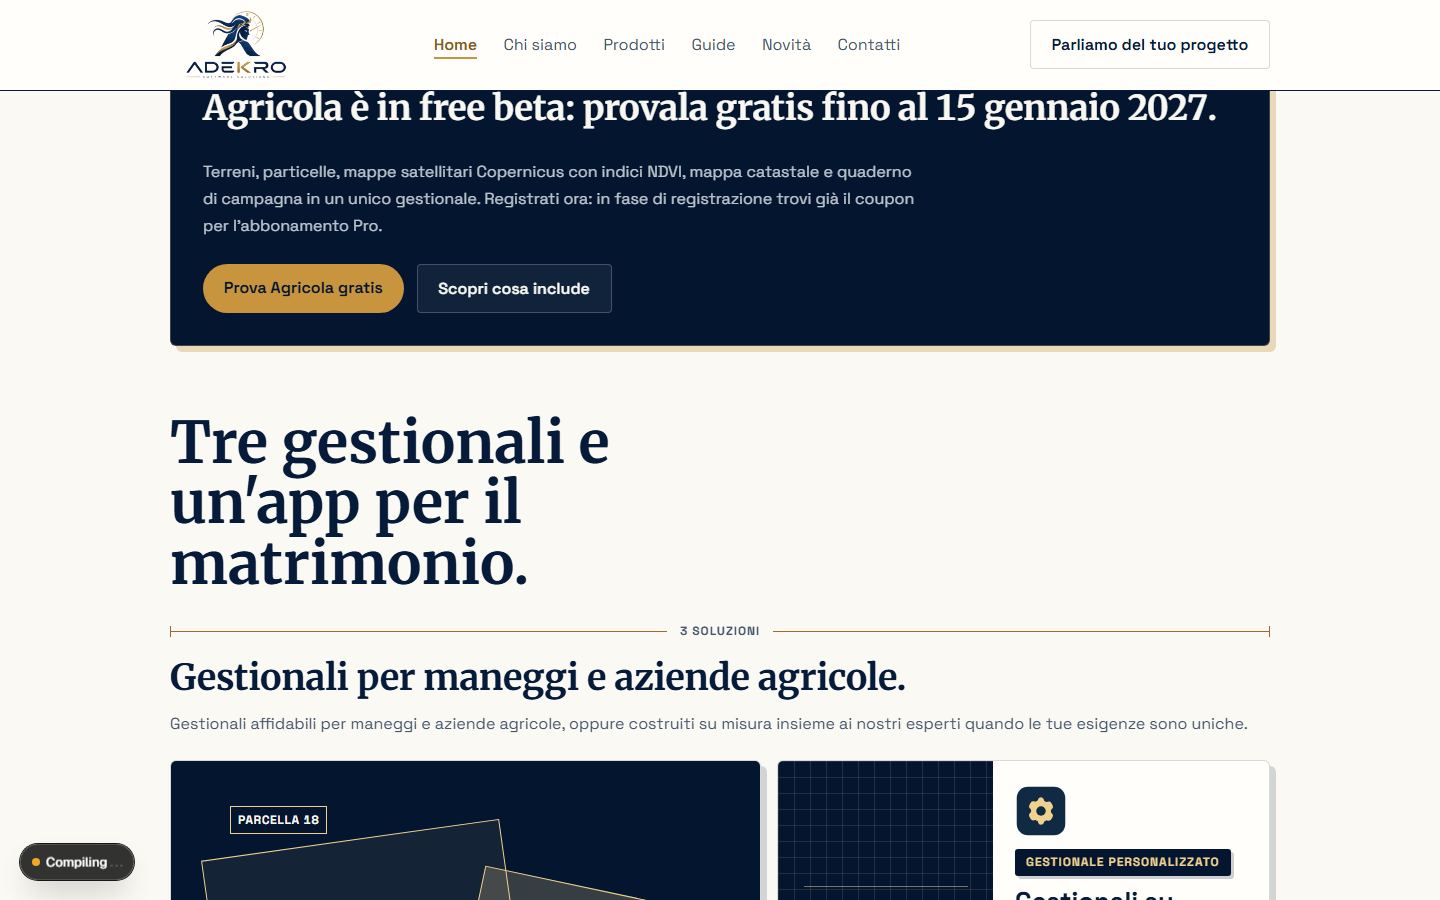 ADEKRO
SOFTWARE SOLUTIONS
Home
Chi siamo
Prodotti
Guide
Novità
Contatti
Parliamo del tuo progetto
Agricola è in free beta: provala gratis fino al 15 gennaio 2027.
Terreni, particelle, mappe satellitari Copernicus con indici NDVI, mappa catastale e quaderno
di campagna in un unico gestionale. Registrati ora: in fase di registrazione trovi già il coupon
per l’abbonamento Pro.
Prova Agricola gratis
Scopri cosa include
Tre gestionali e
un'app per il
matrimonio.
3 SOLUZIONI
Gestionali per maneggi e aziende agricole.
Gestionali affidabili per maneggi e aziende agricole, oppure costruiti su misura insieme ai nostri esperti quando le tue esigenze sono uniche.
PARCELLA 18
GESTIONALE PERSONALIZZATO
Gestionali su
Compiling...